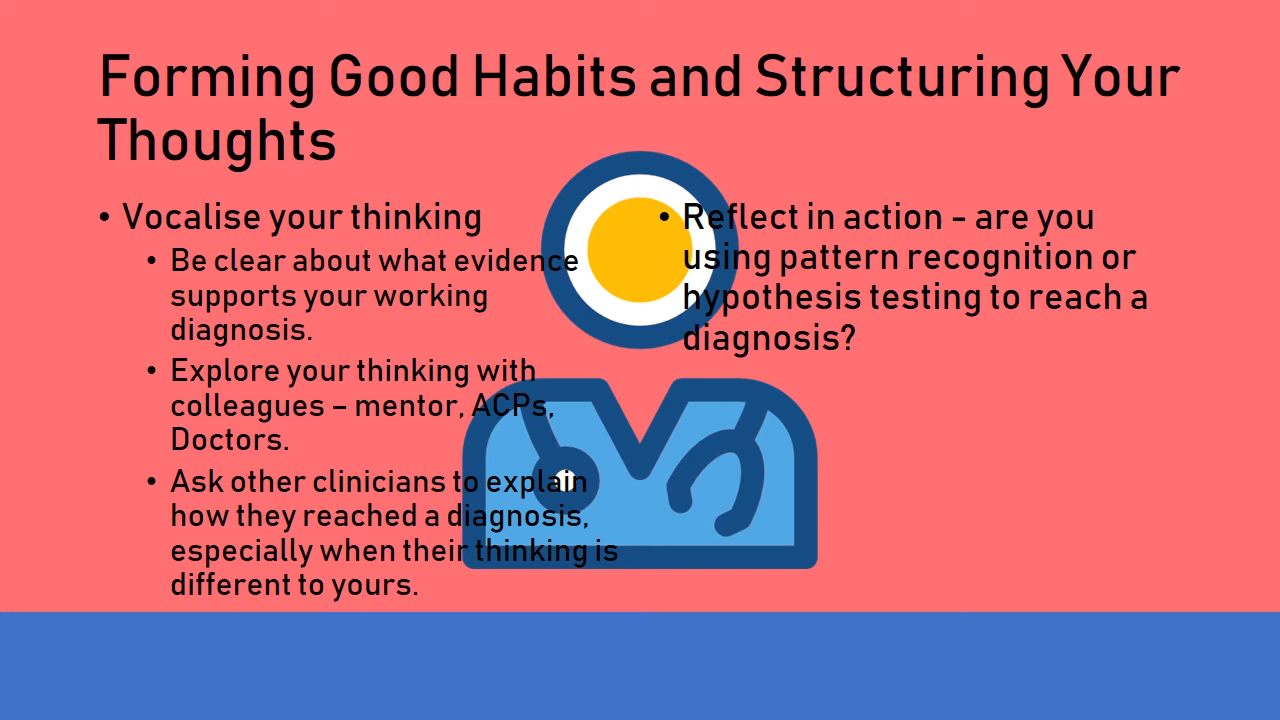 Forming Good Habits and Structuring Your
Thoughts
• Vocalise your thinking
• Be clear about what evidence
supports your working
diagnosis.
• Explore your thinking with
colleagues – mentor, ACPs,
Doctors.
• Ask other clinicians to explain
how they reached a diagnosis,
especially when their thinking is
different to yours.
• Reflect in action - are you
using pattern recognition or
hypothesis testing to reach a
diagnosis?